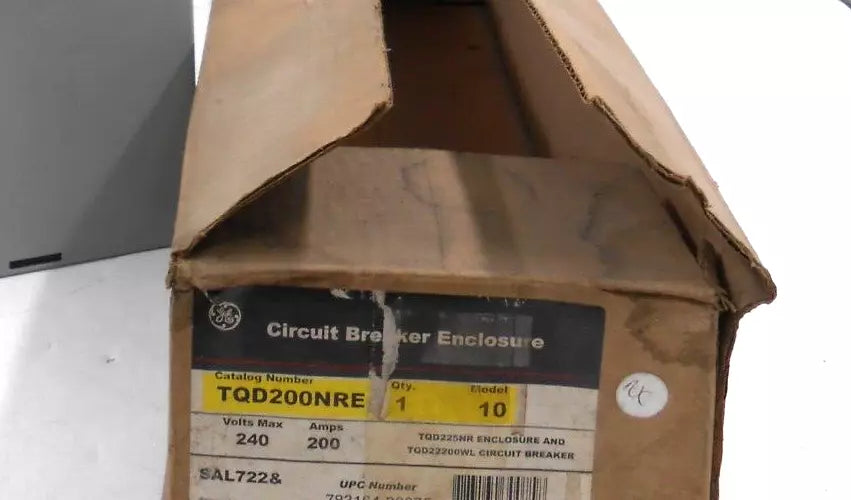 GE
Circuit Breaker Enclosure
Catalog Number Qty. Model
TQD200NRE 1 10
Volts Max Amps
240 200
TQD225NR ENCLOSURE AND
TQD22200WL CIRCUIT BREAKER
SAL722&
UPC Number